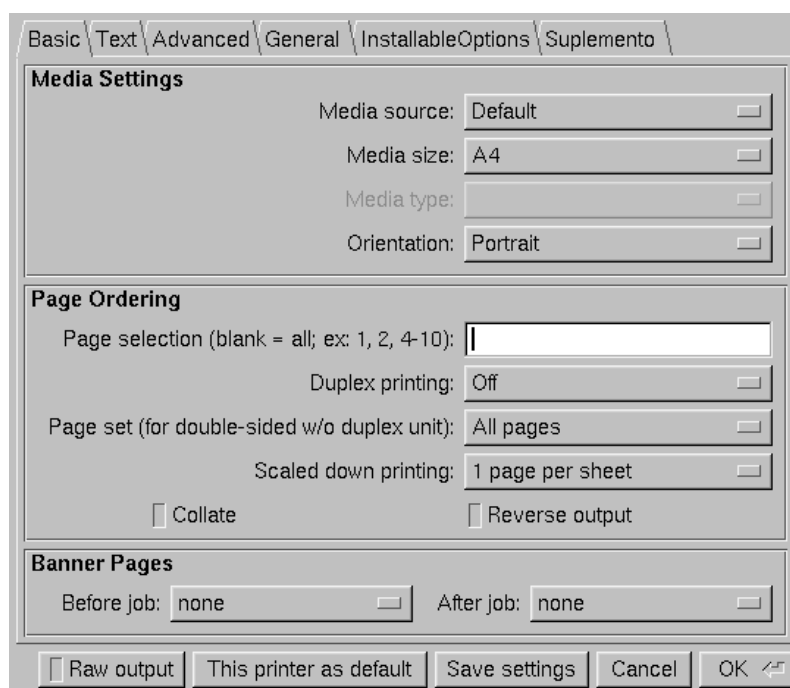 Basic Text Advanced General InstallableOptions Suplemento
Media Settings
Media source: Default
Media size: A4
Media type:
Orientation: Portrait
Page Ordering
Page selection (blank = all; ex: 1, 2, 4-10):
Duplex printing: Off
Page set (for double-sided w/o duplex unit): All pages
Scaled down printing: 1 page per sheet
Collate Reverse output
Banner Pages
Before job: none After job: none
Raw output This printer as default Save settings Cancel OK